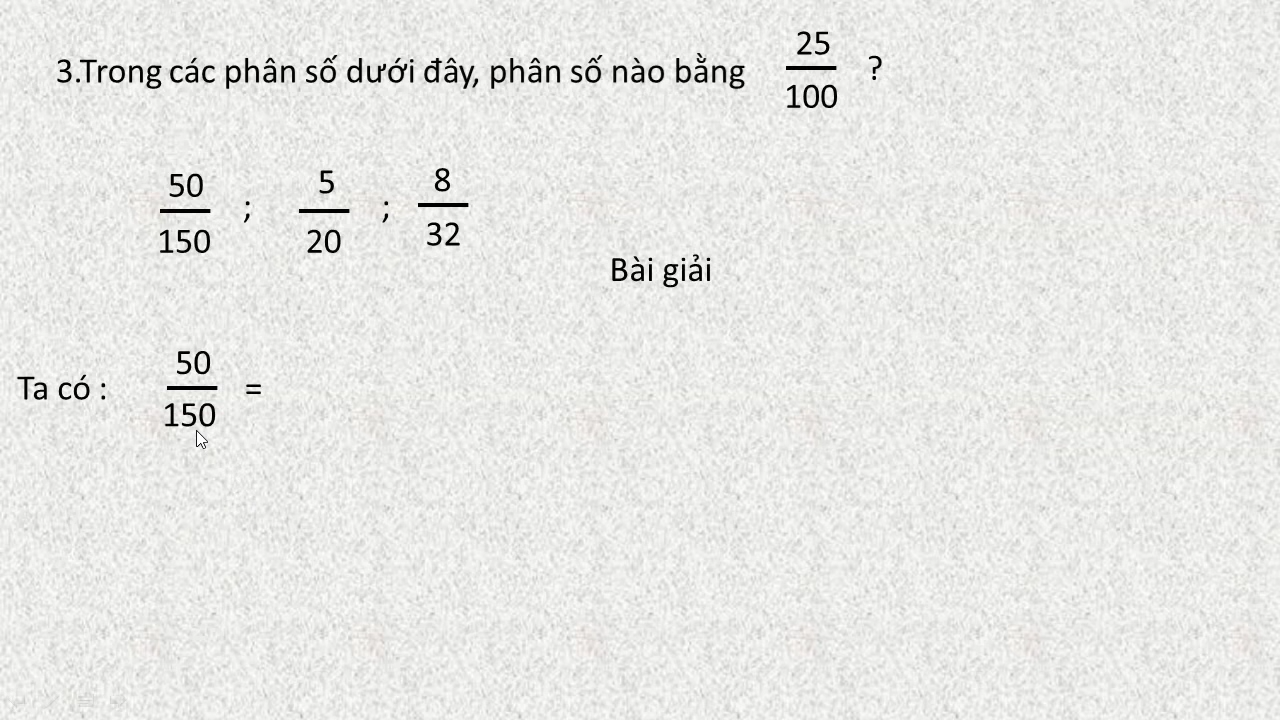 3.Trong các phân số dưới đây, phân số nào bằng 25/100 ?
50/150 ; 5/20 ; 8/32
Bài giải
Ta có : 50/150 =